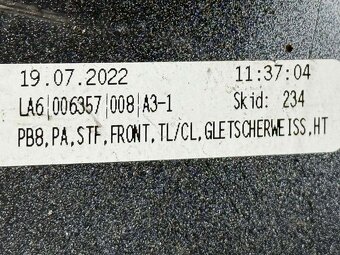 19.07.2022 11:37:04
LA6|006357|008|A3-1 Skid: 234
PB8,PA,STF,FRONT,TL/CL,GLETSCHERWEISS,HT